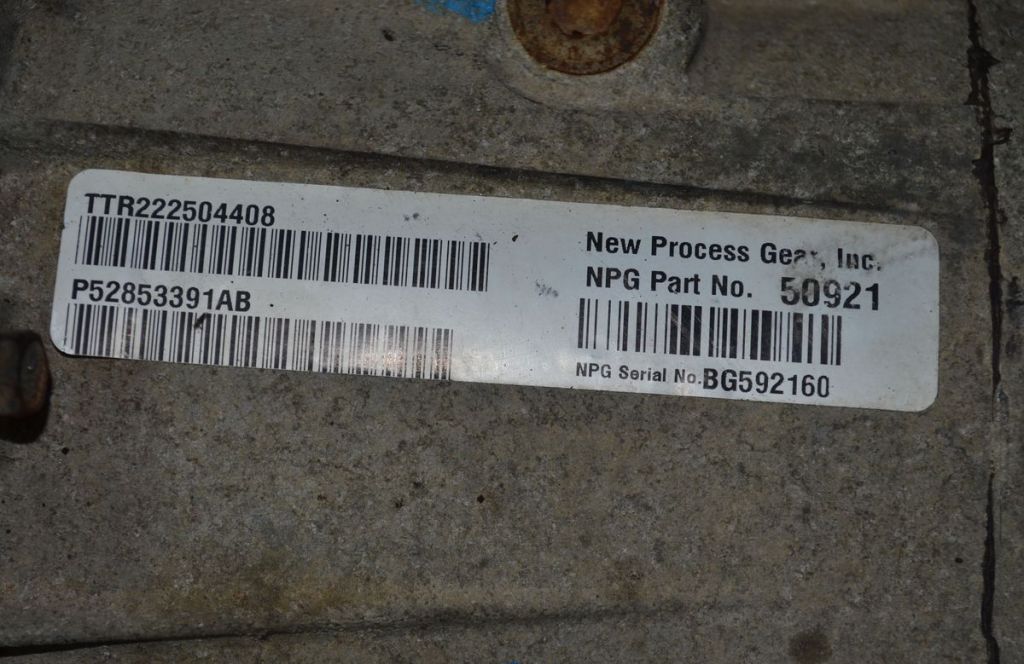 TTR222504408
P52853391AB
New Process Gear, Inc.
NPG Part No. 50921
NPG Serial No. BG592160